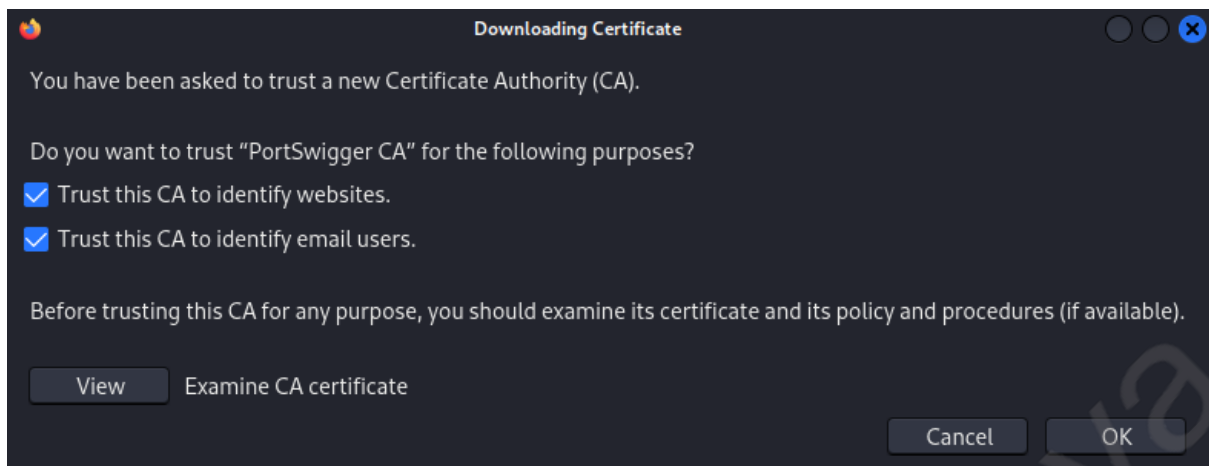 Downloading Certificate
You have been asked to trust a new Certificate Authority (CA).
Do you want to trust “PortSwigger CA” for the following purposes?
Trust this CA to identify websites.
Trust this CA to identify email users.
Before trusting this CA for any purpose, you should examine its certificate and its policy and procedures (if available).
View Examine CA certificate
Cancel OK